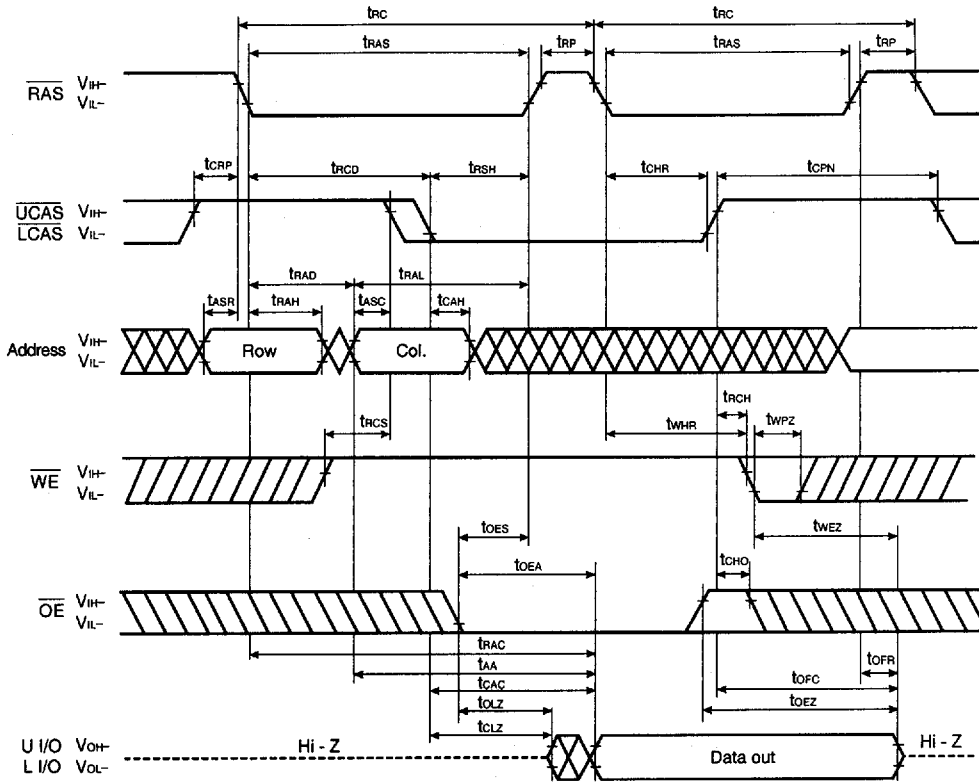 tRC tRC
tRAS tRP tRAS tRP
RAS VIH–
VIL–
tCRP tRCD tRSH tCHR tCPN
UCAS VIH–
LCAS VIL–
tRAD tRAL
tASR tRAH tASC tCAH
Address VIH–
VIL–
Row Col.
tRCH
tRCS tWHR tWPZ
WE VIH–
VIL–
tOES tWEZ
tOEA tCHO
OE VIH–
VIL–
tRAC
tAA tOFR
tCAC tOFC
tOLZ tOEZ
tCLZ
U I/O VOH–
L I/O VOL–
Hi - Z Data out Hi - Z